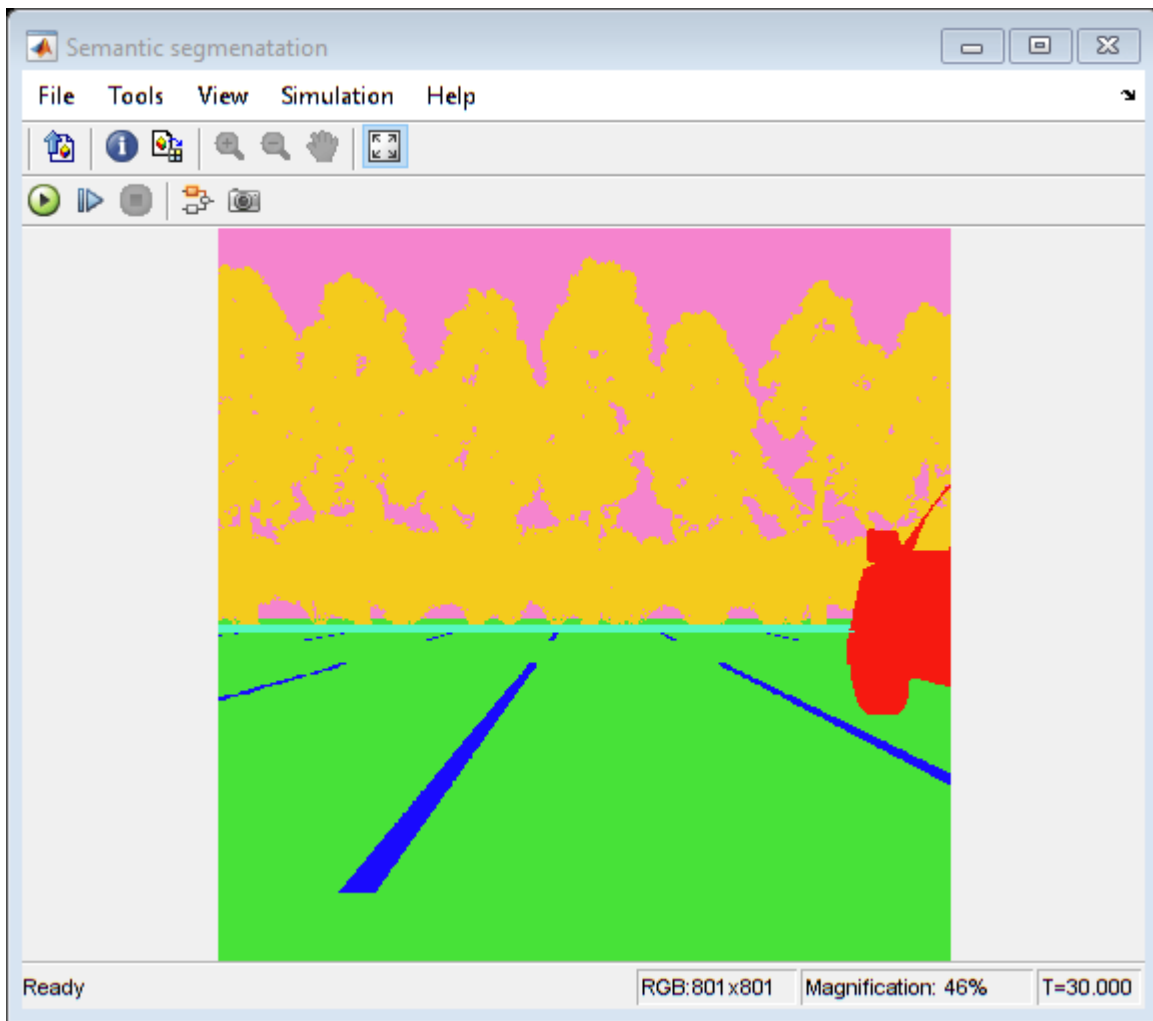 Semantic segmenatation
File Tools View Simulation Help
Ready RGB:801x801 Magnification: 46% T=30.000